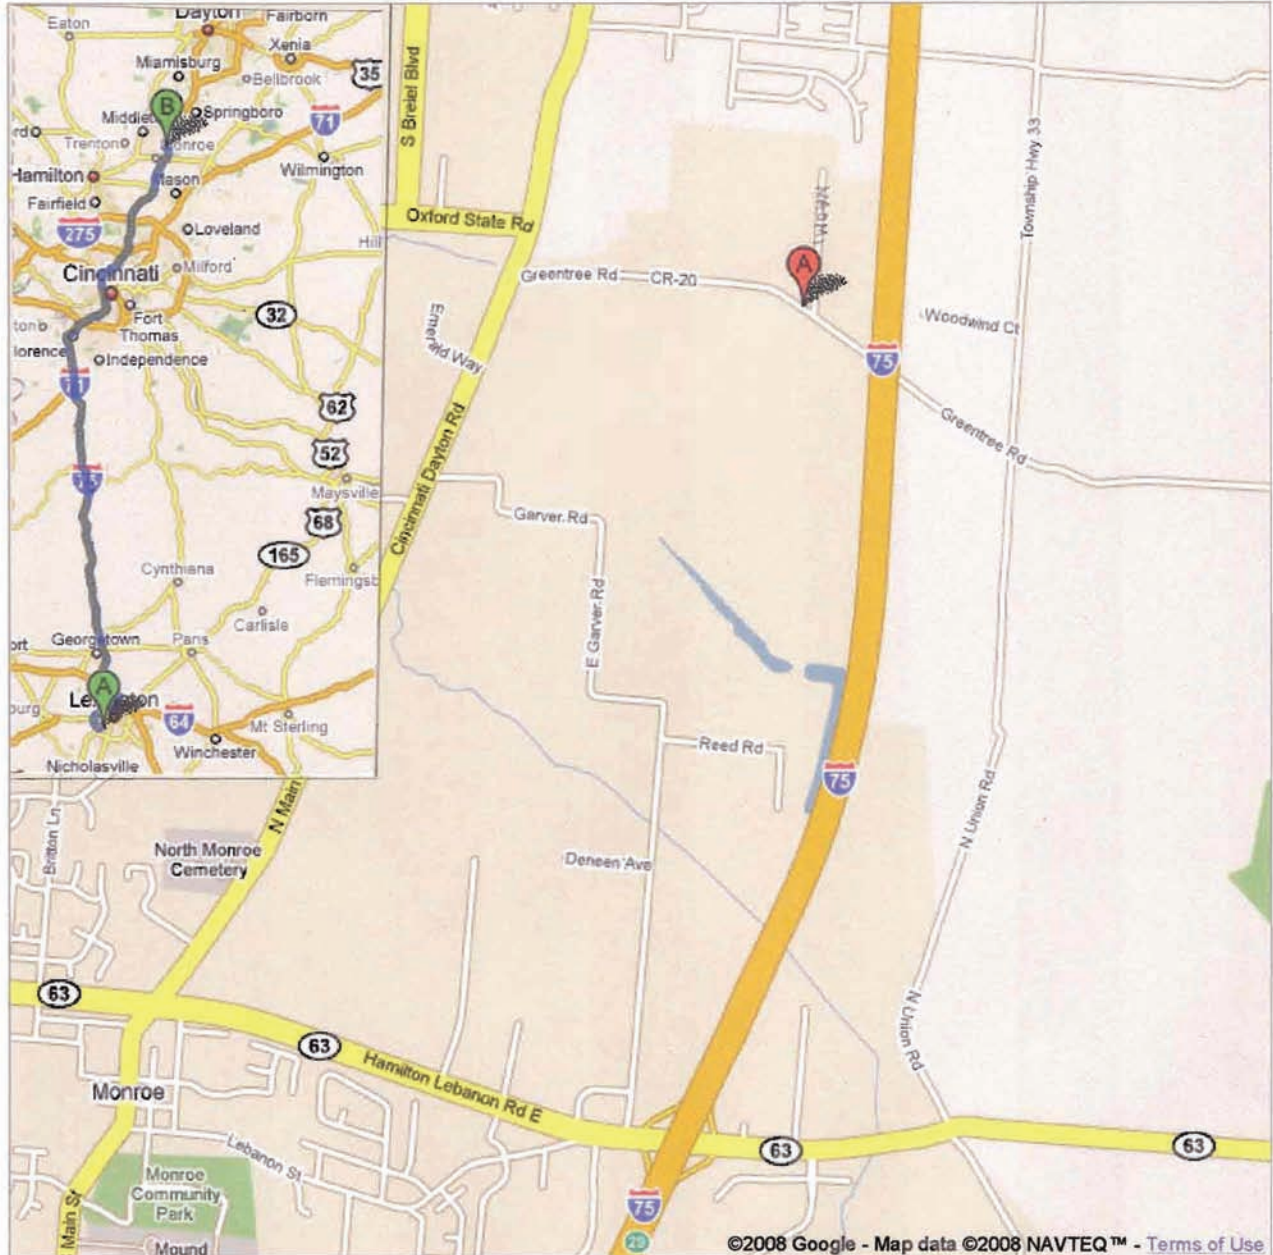 Eaton
Dayton
Fairborn
Xenia
Miamisburg
Bellbrook
35
B
Springboro
71
Trenton
Monroe
Wilmington
Hamilton
Mason
Fairfield
275
Loveland
Cincinnati
Milford
32
Fort
Thomas
Independence
71
62
52
75
Maysville
68
165
Cynthiana
Flemingsb
Carlisle
Georgetown
Paris
A
64
Mt Sterling
Winchester
Nicholasville
S Breiel Blvd
Oxford State Rd
Township Hwy 33
A
Greentree Rd
CR-20
Woodwind Ct
Emerald Way
75
Greentree Rd
Cincinnati Dayton Rd
Garver Rd
E Garver Rd
Reed Rd
75
N Main
N Union Rd
Britton Ln
North Monroe
Cemetery
Deneen Ave
63
N Union Rd
63
Hamilton Lebanon Rd E
Monroe
63
63
Lebanon St
Monroe
Community
Park
Main St
75
29
Mound
©2008 Google - Map data ©2008 NAVTEQ™ - Terms of Use